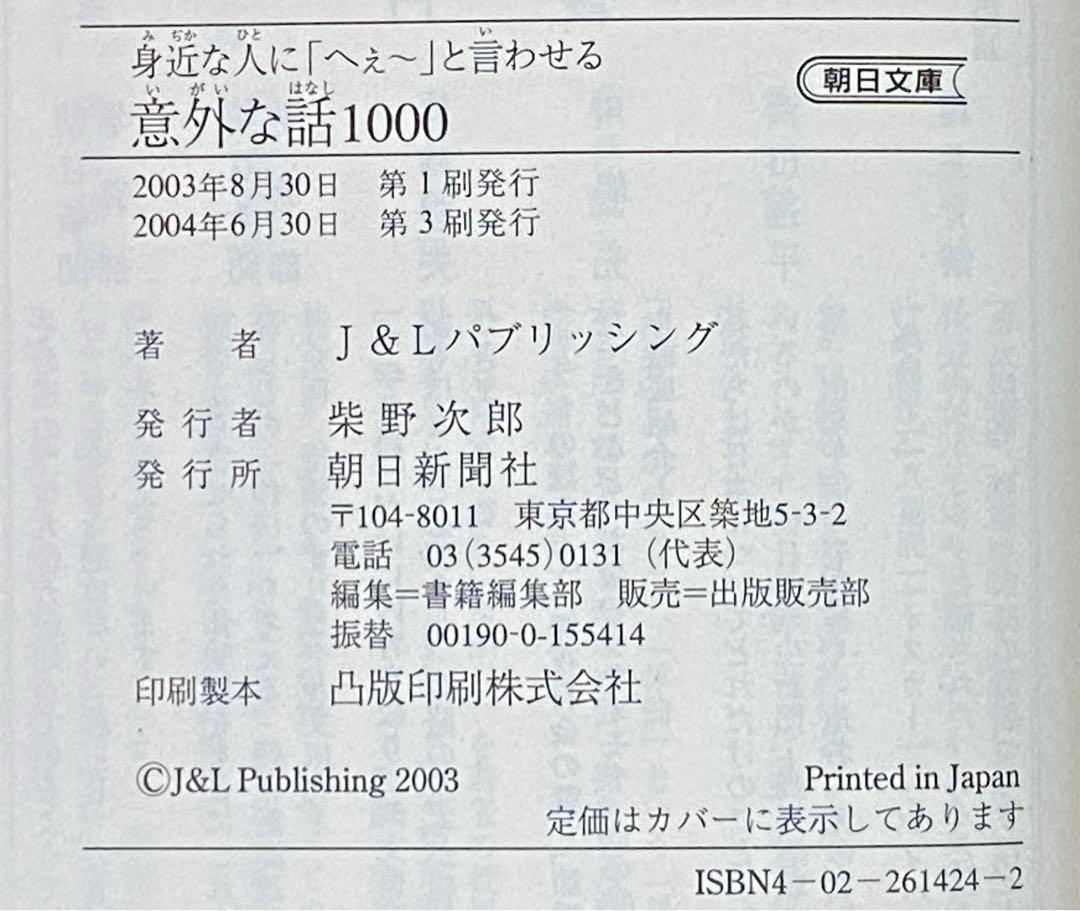 身近な人に「へぇ〜」と言わせる
意外な話1000
朝日文庫
2003年8月30日　第1刷発行
2004年6月30日　第3刷発行
著者　J＆Lパブリッシング
発行者　柴野次郎
発行所　朝日新聞社
〒104-8011　東京都中央区築地5-3-2
電話　03(3545)0131（代表）
編集＝書籍編集部　販売＝出版販売部
振替　00190-0-155414
印刷製本　凸版印刷株式会社
©J&L Publishing 2003　Printed in Japan
定価はカバーに表示してあります
ISBN4－02－261424－2